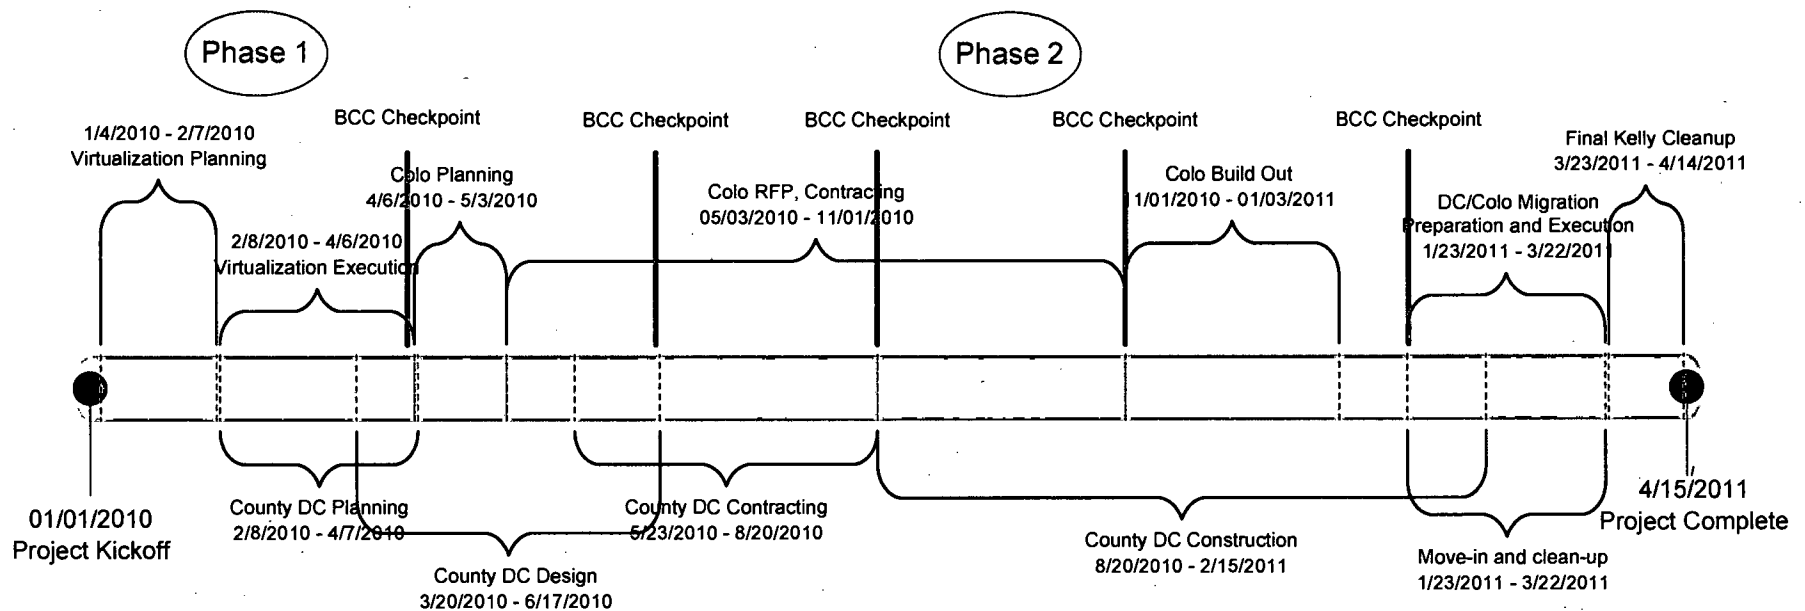 Phase 1
Phase 2
BCC Checkpoint
BCC Checkpoint
BCC Checkpoint
BCC Checkpoint
BCC Checkpoint
1/4/2010 - 2/7/2010
Virtualization Planning
2/8/2010 - 4/6/2010
Virtualization Execution
Colo Planning
4/6/2010 - 5/3/2010
Colo RFP, Contracting
05/03/2010 - 11/01/2010
Colo Build Out
11/01/2010 - 01/03/2011
DC/Colo Migration
Preparation and Execution
1/23/2011 - 3/22/2011
Final Kelly Cleanup
3/23/2011 - 4/14/2011
01/01/2010
Project Kickoff
County DC Planning
2/8/2010 - 4/7/2010
County DC Design
3/20/2010 - 6/17/2010
County DC Contracting
5/23/2010 - 8/20/2010
County DC Construction
8/20/2010 - 2/15/2011
Move-in and clean-up
1/23/2011 - 3/22/2011
4/15/2011
Project Complete